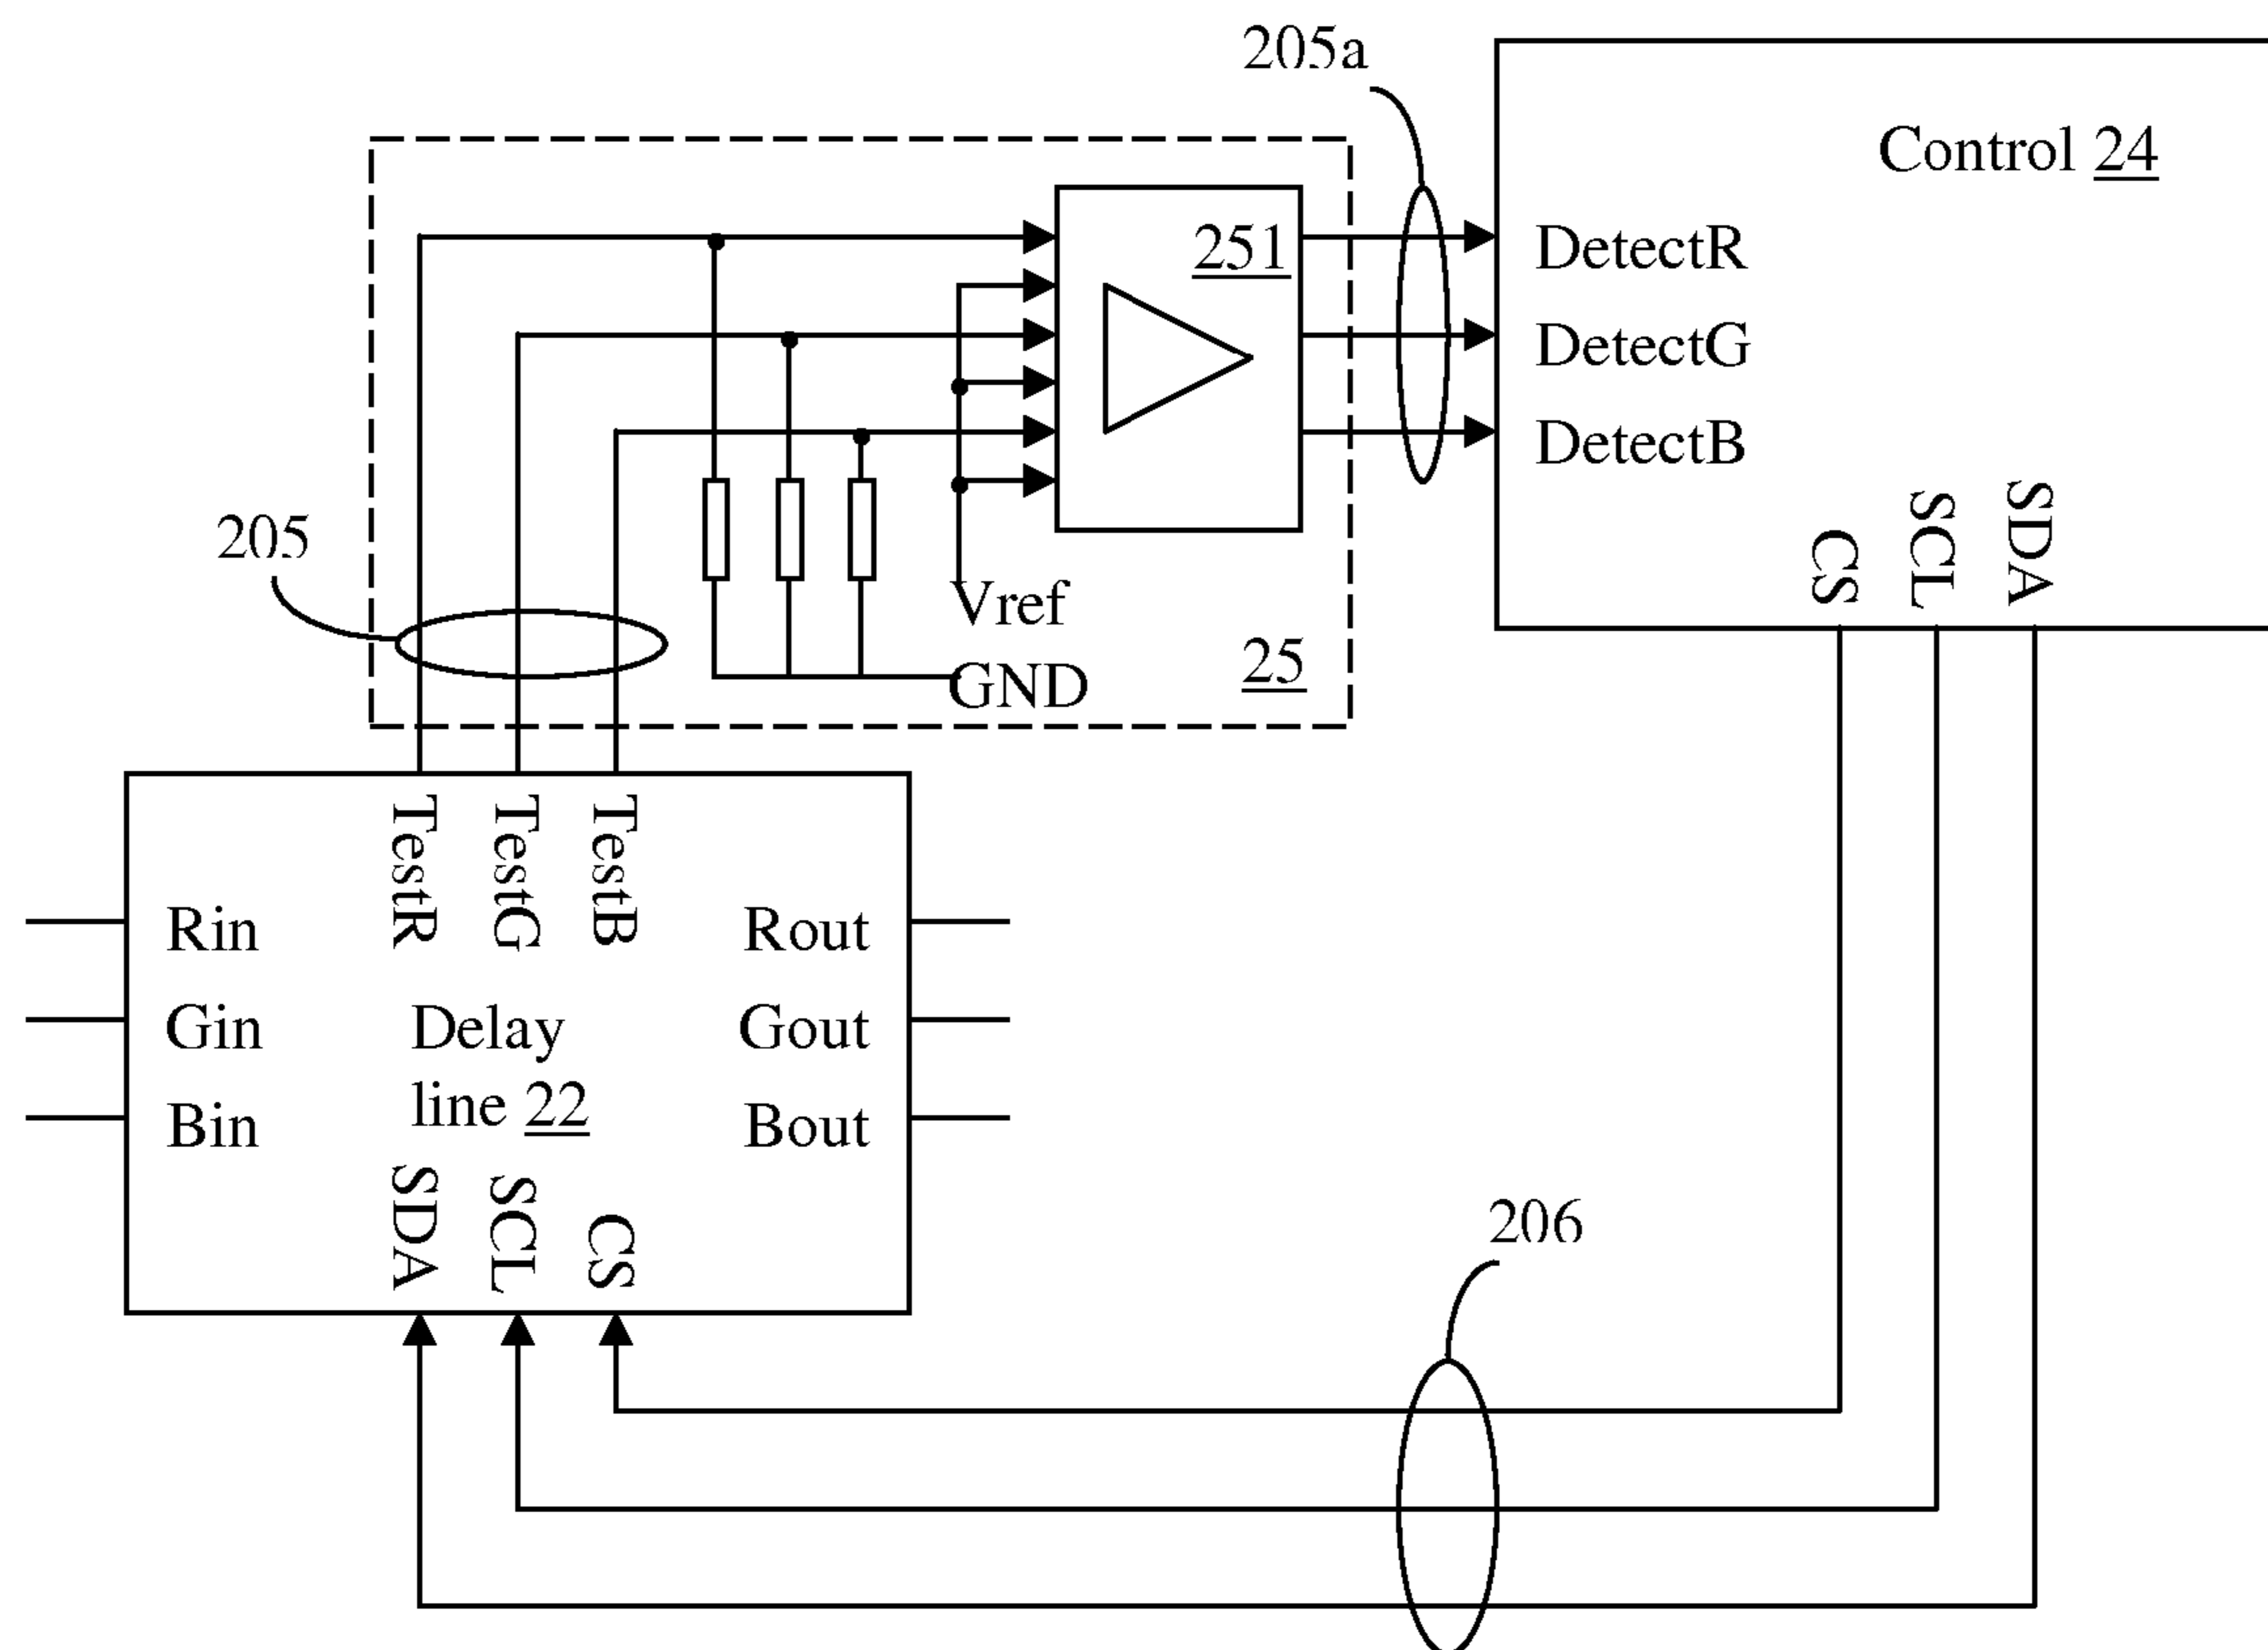 205a
Control 24
251
DetectR
DetectG
DetectB
CS
SCL
SDA
205
Vref
GND
25
TestR
TestG
TestB
Rin
Gin
Bin
Delay
line 22
Rout
Gout
Bout
SDA
SCL
CS
206